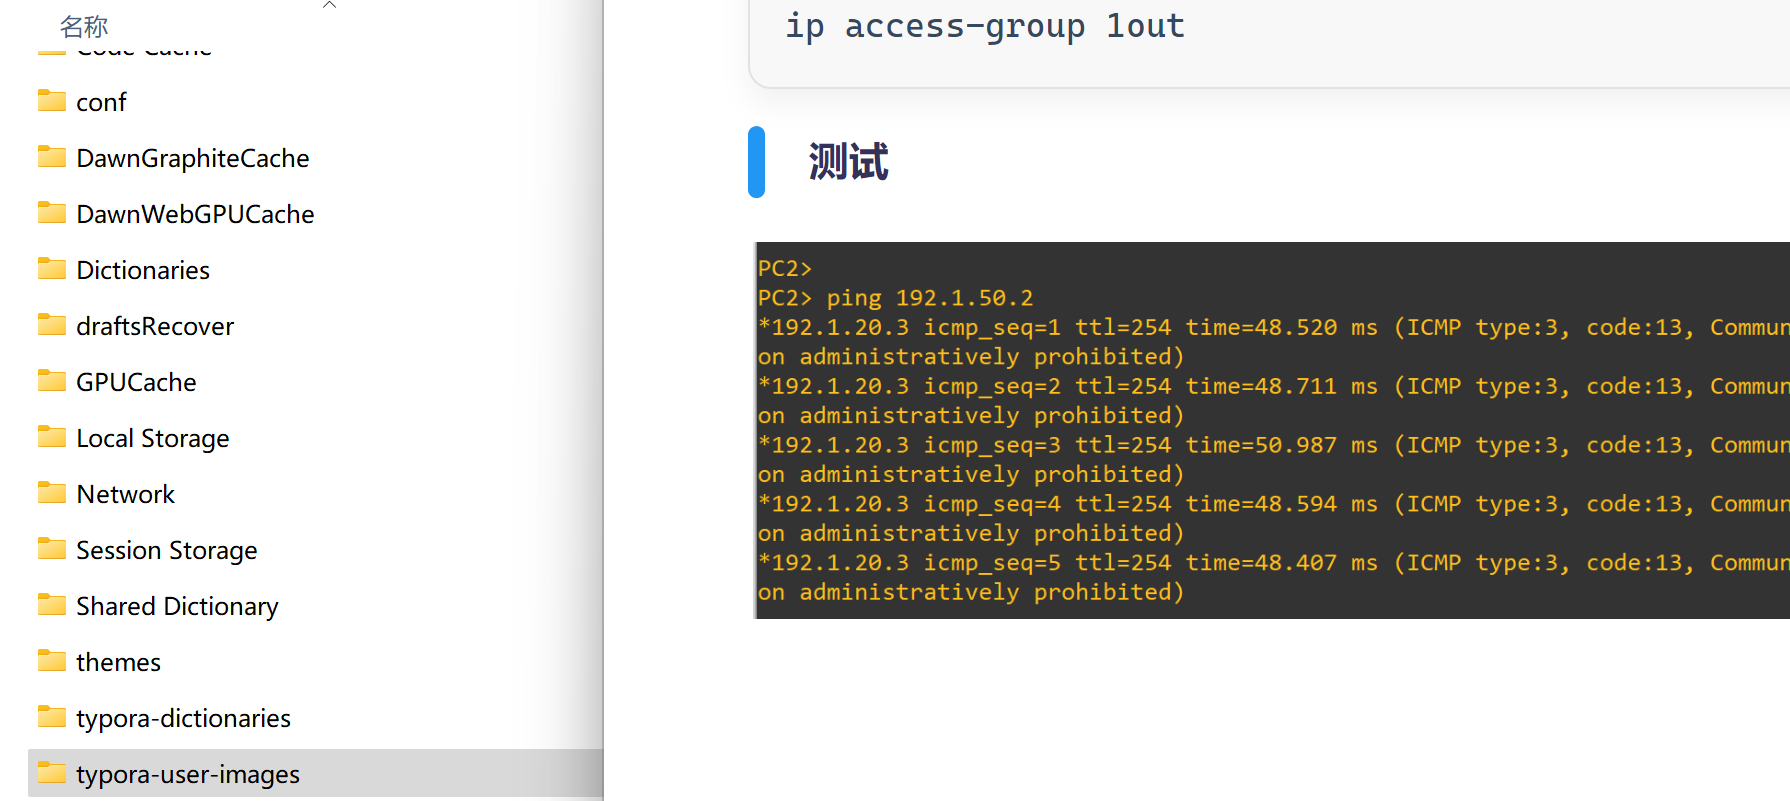 名称
Code Cache
conf
DawnGraphiteCache
DawnWebGPUCache
Dictionaries
draftsRecover
GPUCache
Local Storage
Network
Session Storage
Shared Dictionary
themes
typora-dictionaries
typora-user-images
ip access-group 1out
测试
PC2>
PC2> ping 192.1.50.2
*192.1.20.3 icmp_seq=1 ttl=254 time=48.520 ms (ICMP type:3, code:13, Commun
on administratively prohibited)
*192.1.20.3 icmp_seq=2 ttl=254 time=48.711 ms (ICMP type:3, code:13, Commun
on administratively prohibited)
*192.1.20.3 icmp_seq=3 ttl=254 time=50.987 ms (ICMP type:3, code:13, Commun
on administratively prohibited)
*192.1.20.3 icmp_seq=4 ttl=254 time=48.594 ms (ICMP type:3, code:13, Commun
on administratively prohibited)
*192.1.20.3 icmp_seq=5 ttl=254 time=48.407 ms (ICMP type:3, code:13, Commun
on administratively prohibited)